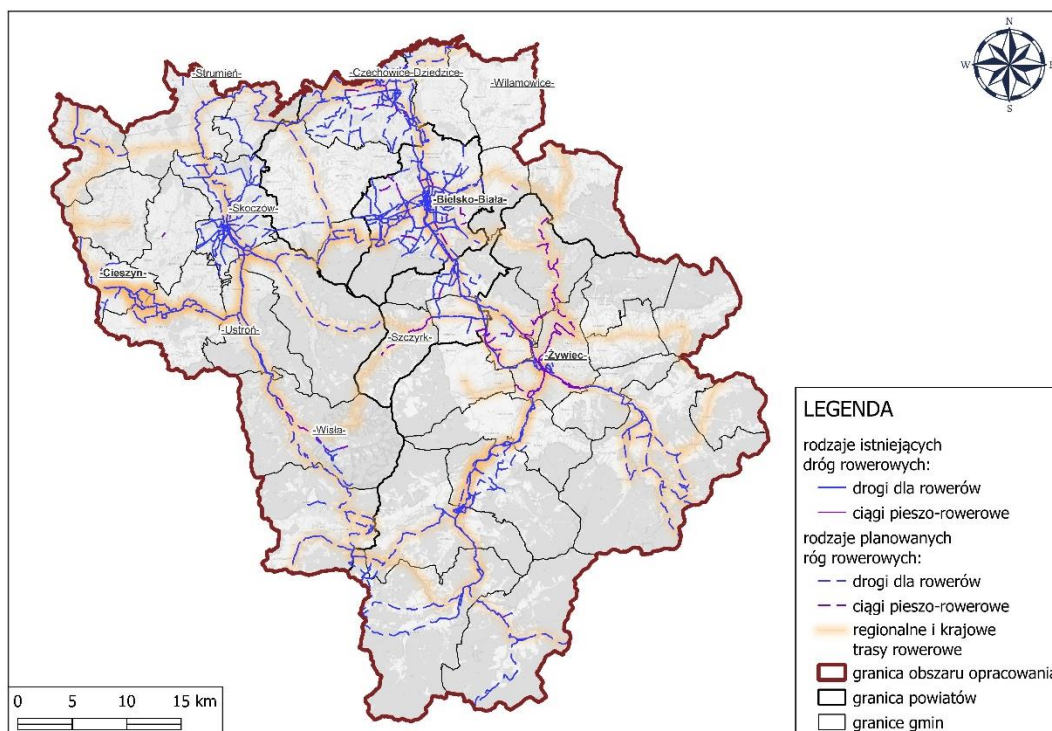 N
W
E
S
-Strumień-
-Czechowice-Dziedzice-
-Wilamowice-
-Bielsko-Biała-
-Skoczów-
-Cieszyn-
-Ustroń-
-Szczyrk-
-Żywiec-
-Wisła-
LEGENDA
rodzaje istniejących
dróg rowerowych:
drogi dla rowerów
ciągi pieszo-rowerowe
rodzaje planowanych
róg rowerowych:
drogi dla rowerów
ciągi pieszo-rowerowe
regionalne i krajowe
trasy rowerowe
granica obszaru opracowania
granica powiatów
granice gmin
0 5 10 15 km